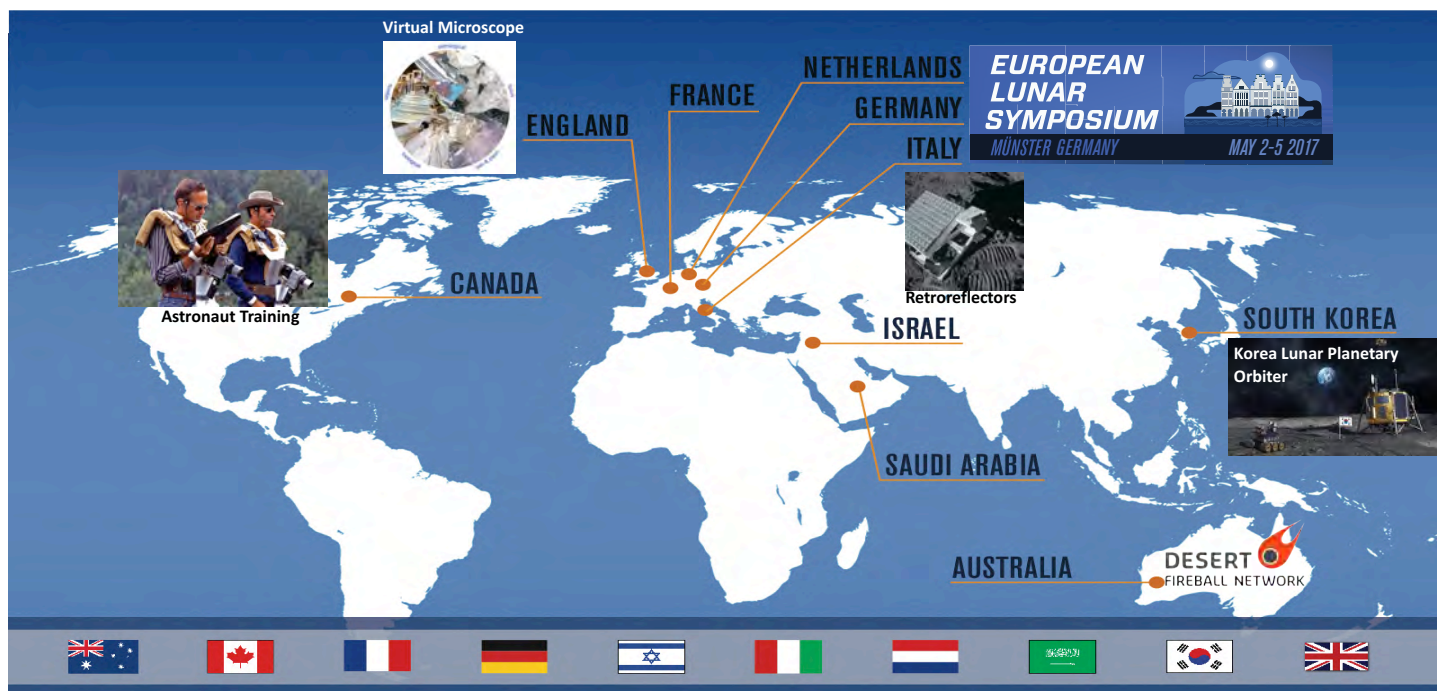 Virtual Microscope
NETHERLANDS
EUROPEAN
LUNAR
SYMPOSIUM
MÜNSTER GERMANY MAY 2-5 2017
FRANCE
GERMANY
ENGLAND
ITALY
CANADA
Astronaut Training
Retroreflectors
ISRAEL
SOUTH KOREA
Korea Lunar Planetary
Orbiter
SAUDI ARABIA
AUSTRALIA
DESERT
FIREBALL NETWORK